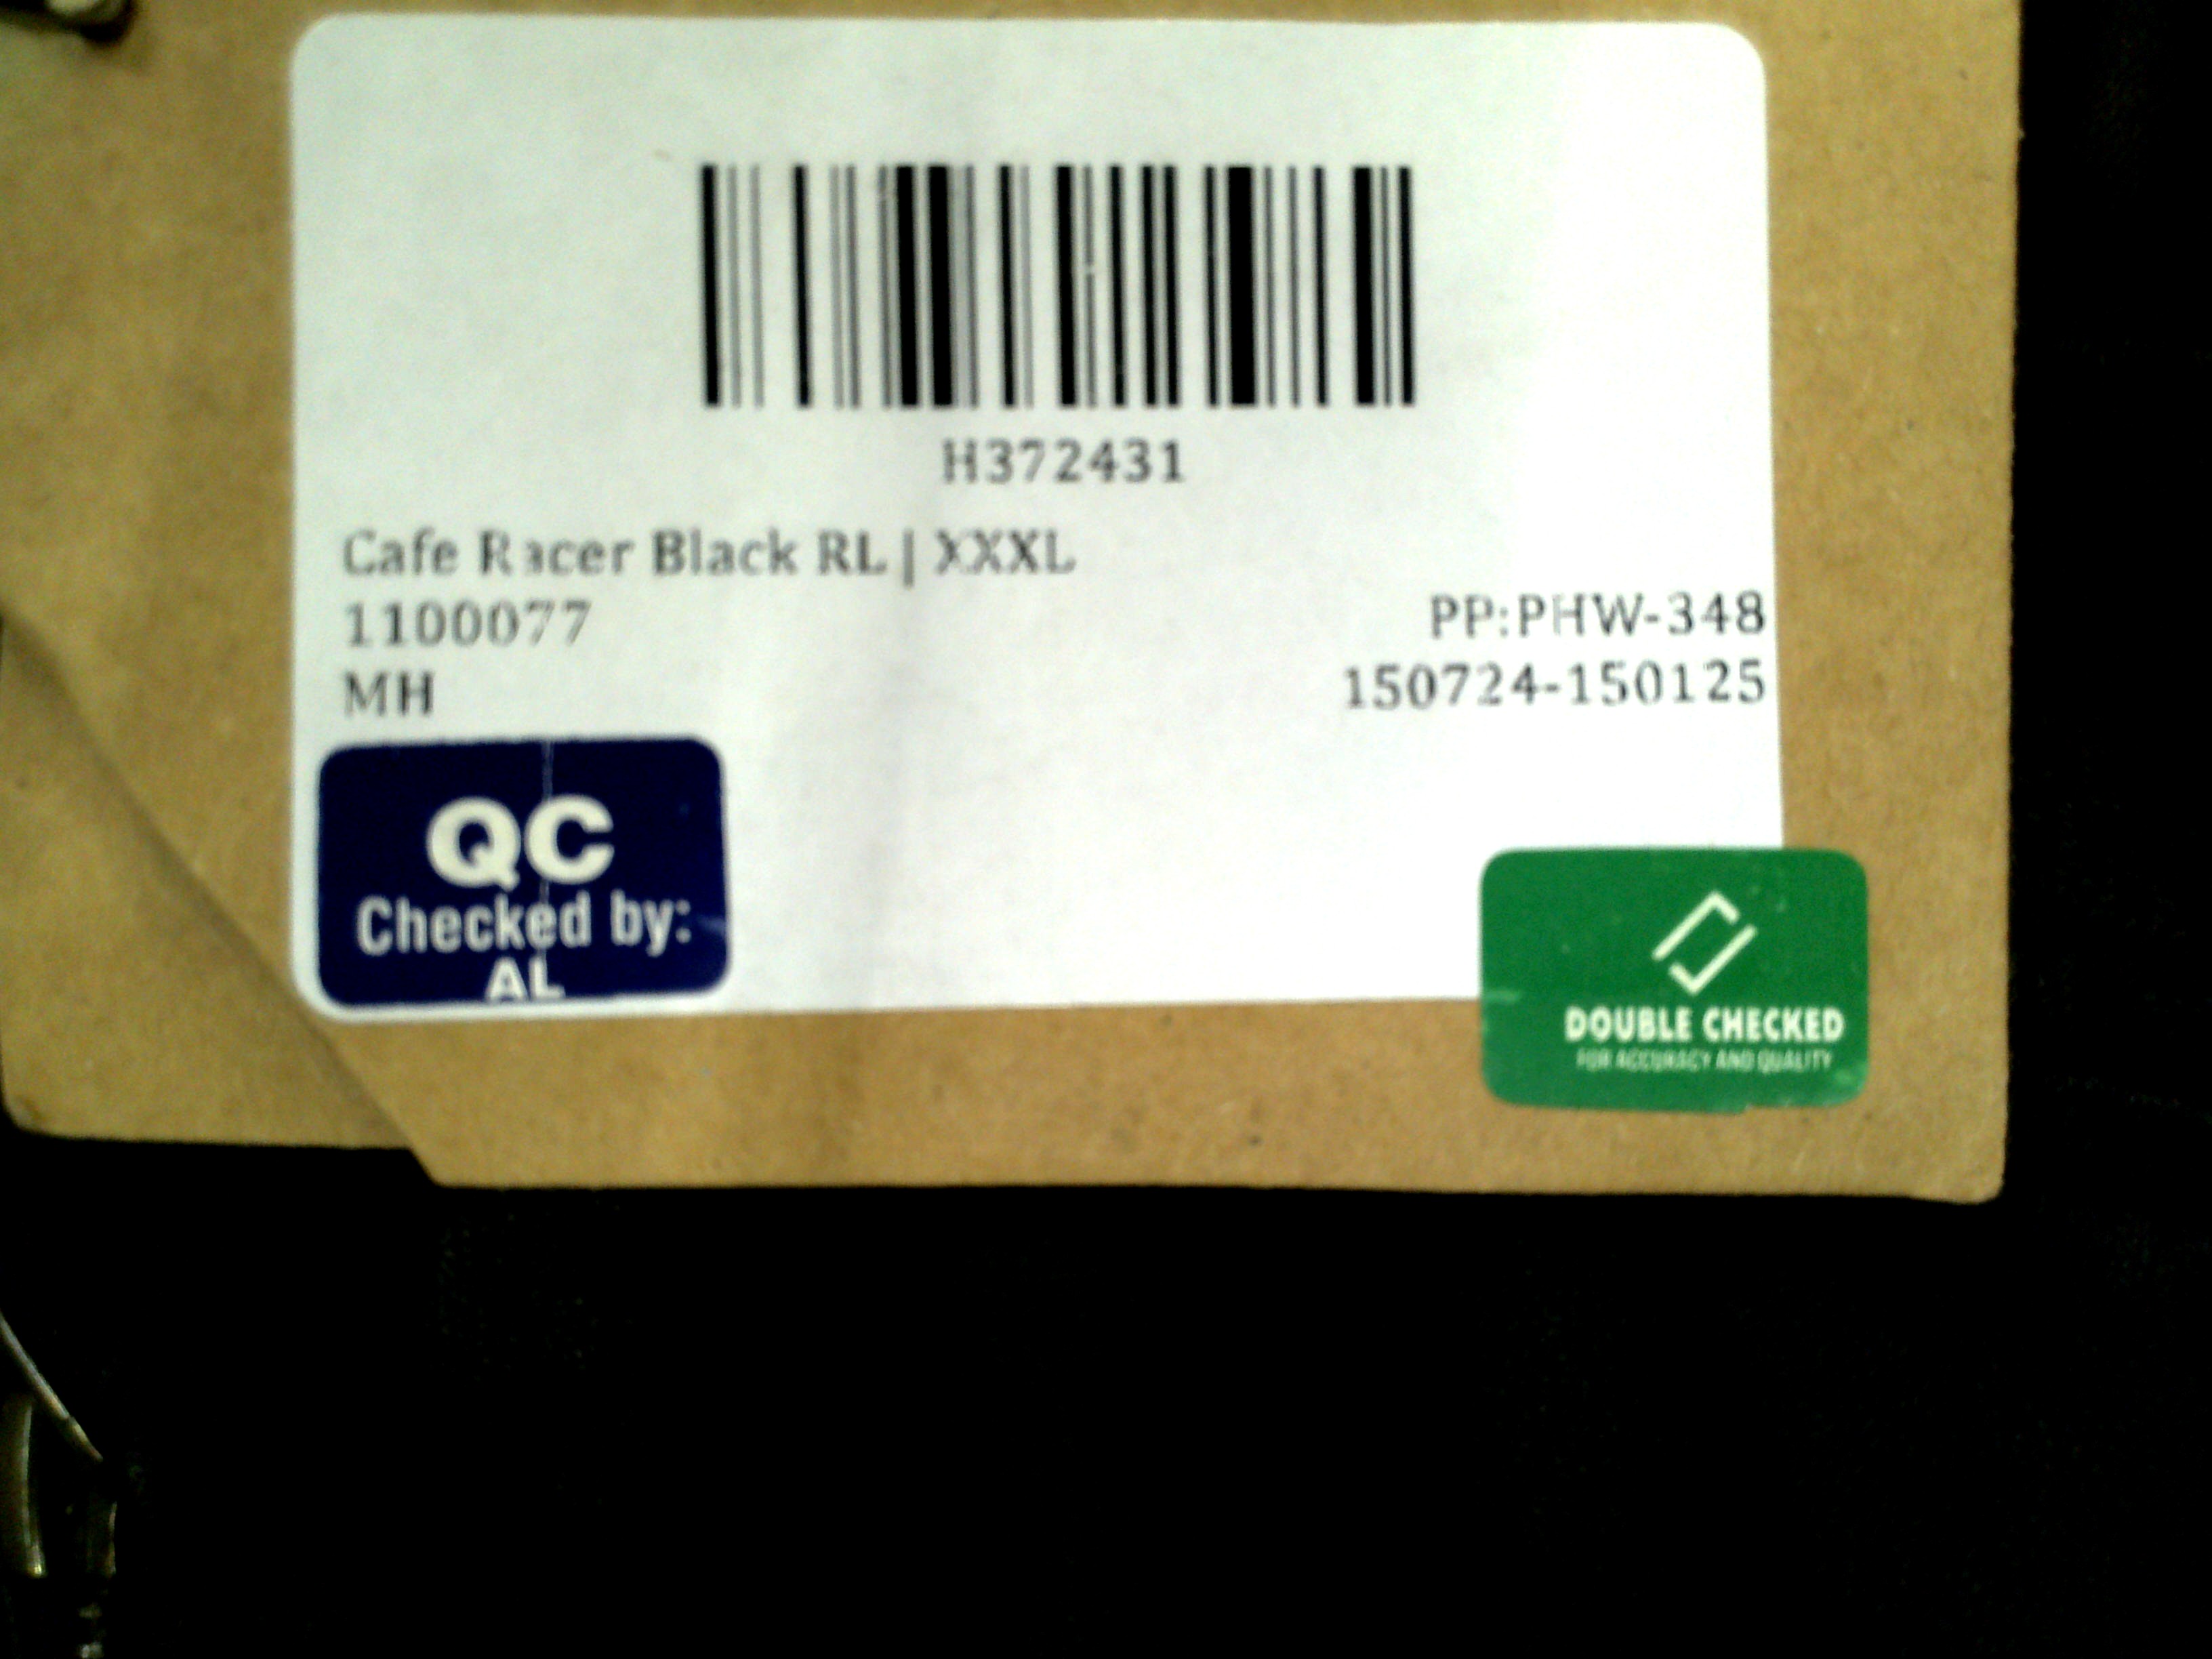 H372431
Cafe Racer Black RL | XXXL
1100077
MH
PP:PHW-348
150724-150125
QC
Checked by:
AL
DOUBLE CHECKED
FOR ACCURACY AND QUALITY